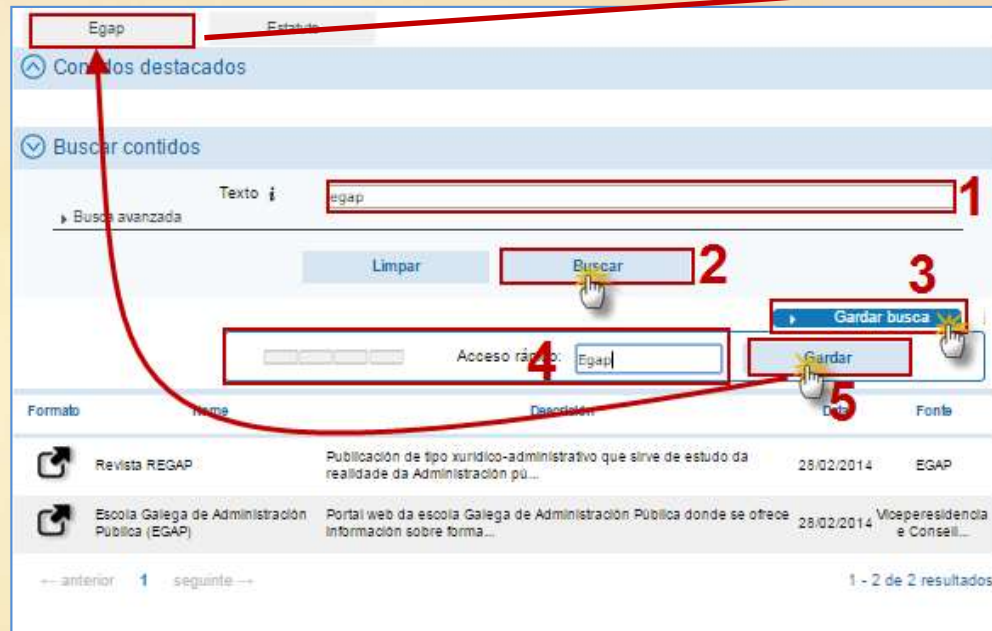 Egap Estatuto
Contidos destacados
Buscar contidos
Texto i egap 1
Busca avanzada
Limpar Buscar 2
3
Gardar busca
4 Acceso rápido: Egap Gardar
5
Formato Nome Descrición Data Fonte
Revista REGAP Publicación de tipo xurídico-administrativo que sirve de estudo da realidade da Administración pú... 28/02/2014 EGAP
Escola Galega de Administración Pública (EGAP) Portal web da escola Galega de Administración Pública donde se ofrece información sobre forma... 28/02/2014 Viceperesidencia e Consell...
← anterior 1 seguinte → 1 - 2 de 2 resultados